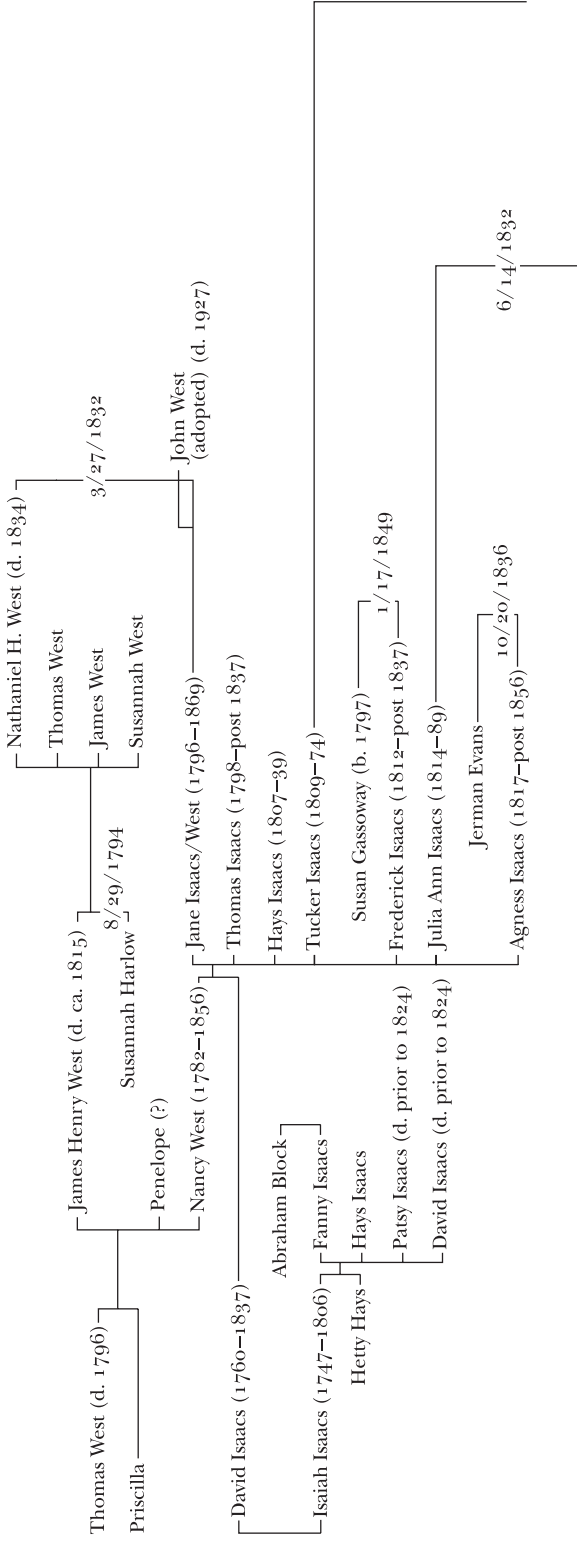 Thomas West (d. 1796)
Priscilla
James Henry West (d. ca. 1815)
8/29/1794
Susannah Harlow
Penelope (?)
Nancy West (1782–1856)
Nathaniel H. West (d. 1834)
Thomas West
James West
Susannah West
3/27/1832
John West
(adopted) (d. 1927)
David Isaacs (1760–1837)
Isaiah Isaacs (1747–1806)
Hetty Hays
Abraham Block
Fanny Isaacs
Hays Isaacs
Patsy Isaacs (d. prior to 1824)
David Isaacs (d. prior to 1824)
Jane Isaacs/West (1796–1869)
Thomas Isaacs (1798–post 1837)
Hays Isaacs (1807–39)
Tucker Isaacs (1809–74)
Susan Gassoway (b. 1797)
1/17/1849
Frederick Isaacs (1812–post 1837)
Julia Ann Isaacs (1814–89)
6/14/1832
Jerman Evans
10/20/1836
Agness Isaacs (1817–post 1856)